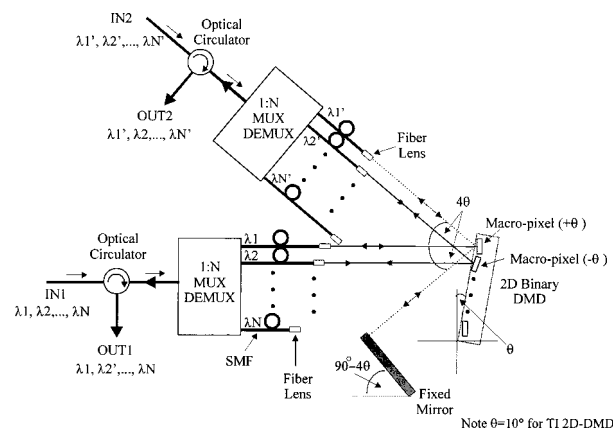 IN2
λ1', λ2',..., λN'
Optical
Circulator
OUT2
λ1', λ2,..., λN'
1:N
MUX
DEMUX
λ1'
λ2'
λN'
Fiber
Lens
4θ
Macro-pixel (+θ)
Macro-pixel (-θ)
2D Binary
DMD
θ
Optical
Circulator
IN1
λ1, λ2,..., λN
OUT1
λ1, λ2',..., λN
1:N
MUX
DEMUX
λ1
λ2
λN
SMF
Fiber
Lens
90°-4θ
Fixed
Mirror
Note θ=10° for TI 2D-DMD